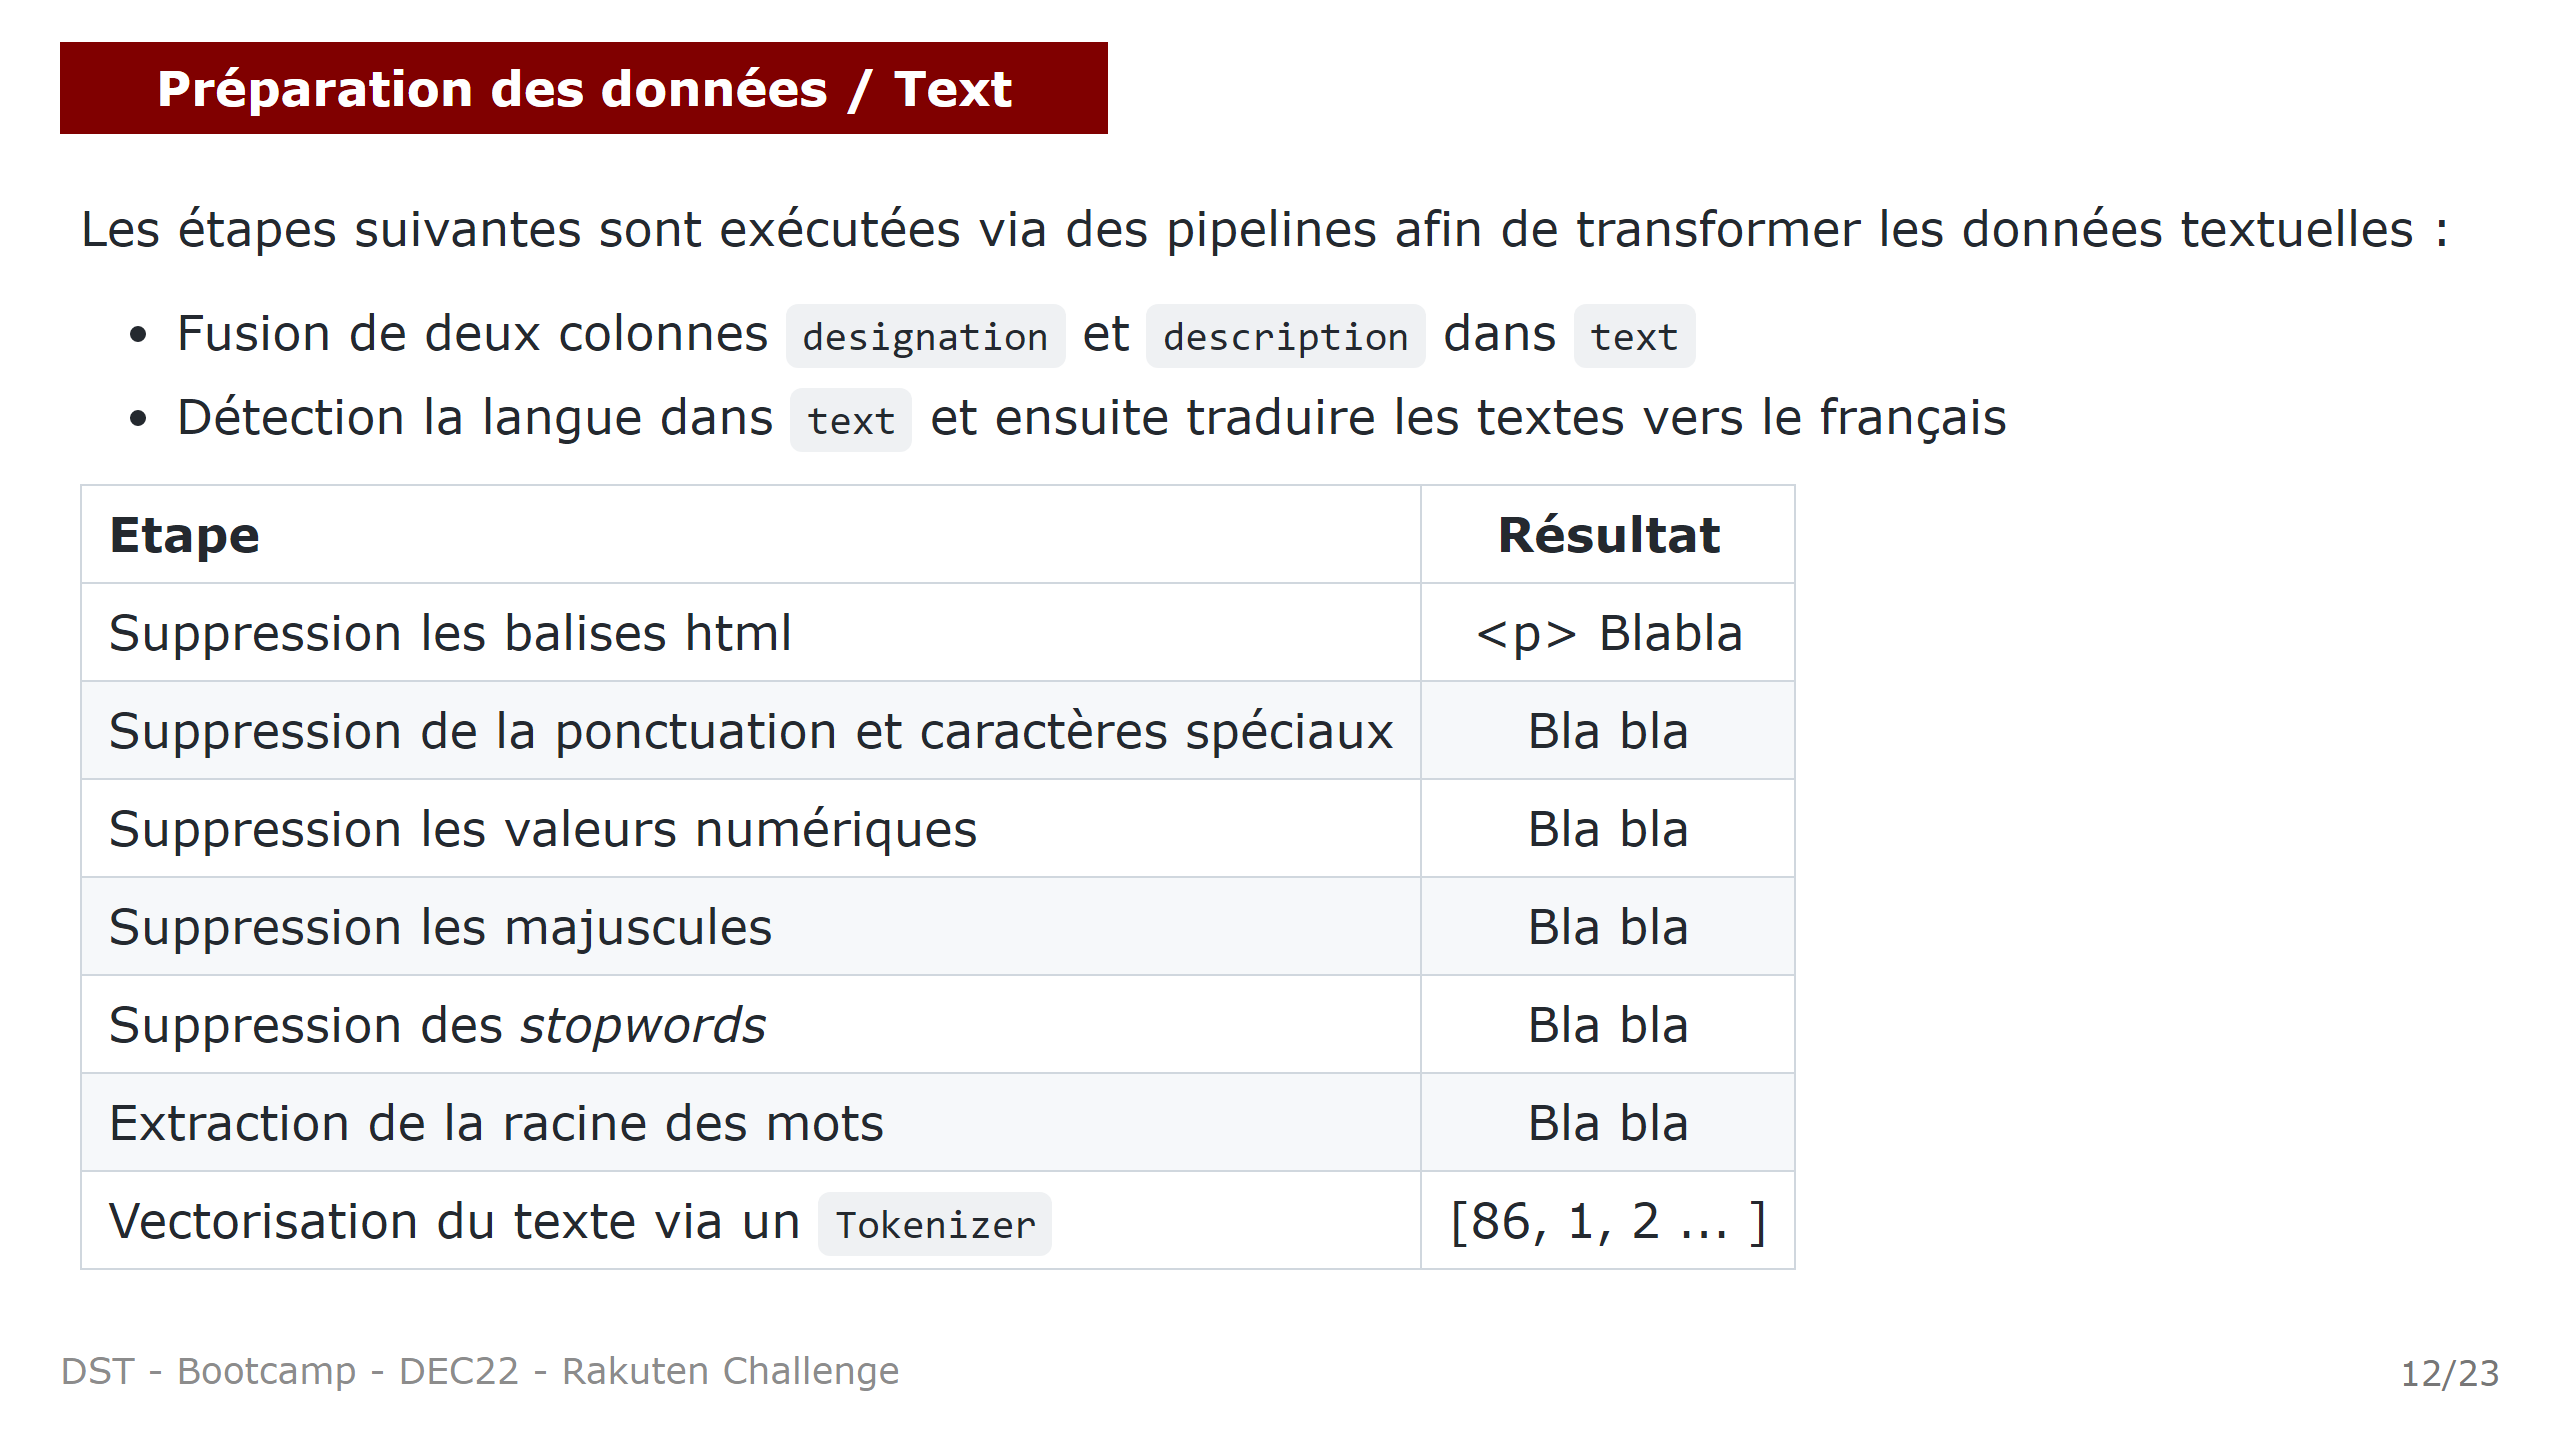 Préparation des données / Text
Les étapes suivantes sont exécutées via des pipelines afin de transformer les données textuelles :
• Fusion de deux colonnes designation et description dans text
• Détection la langue dans text et ensuite traduire les textes vers le français
Etape Résultat
Suppression les balises html <p> Blabla
Suppression de la ponctuation et caractères spéciaux Bla bla
Suppression les valeurs numériques Bla bla
Suppression les majuscules Bla bla
Suppression des stopwords Bla bla
Extraction de la racine des mots Bla bla
Vectorisation du texte via un Tokenizer [86, 1, 2 ... ]
DST - Bootcamp - DEC22 - Rakuten Challenge
12/23